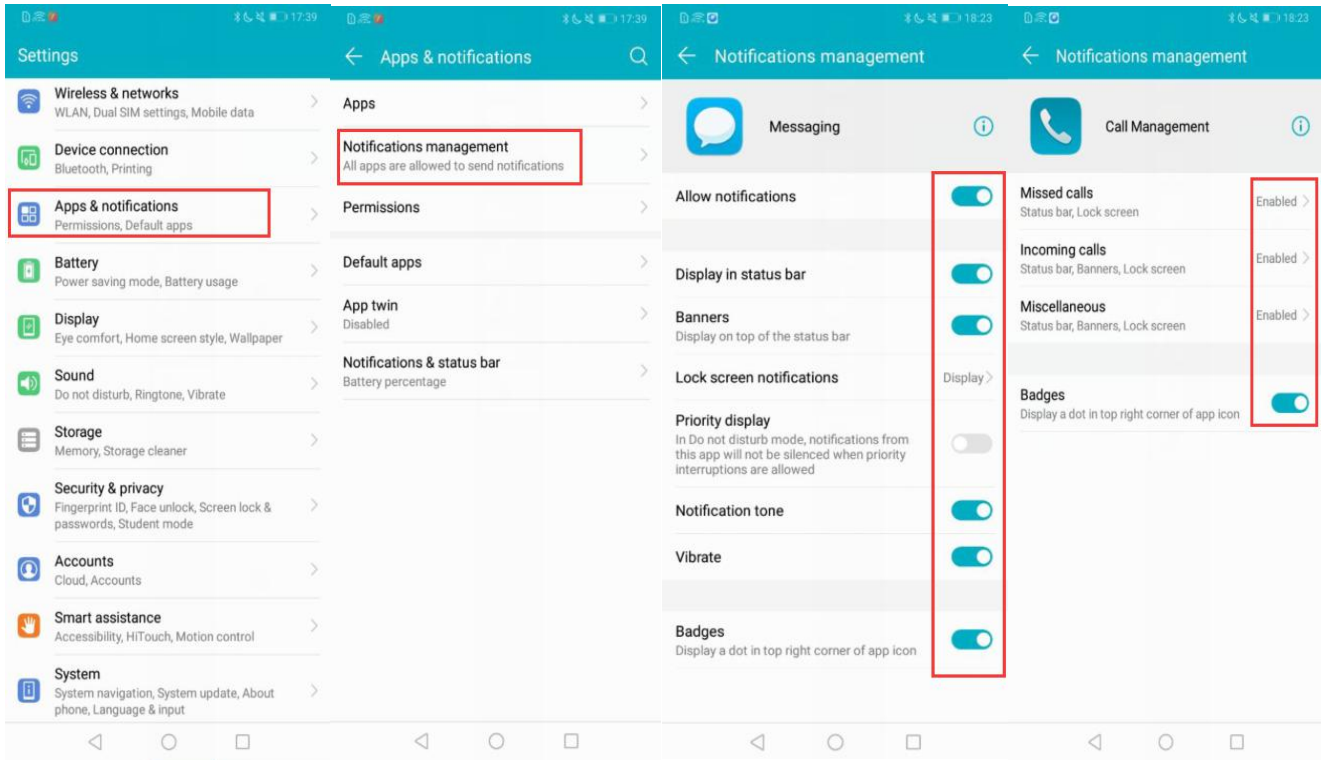 17:39
Settings
Wireless & networks
WLAN, Dual SIM settings, Mobile data
Device connection
Bluetooth, Printing
Apps & notifications
Permissions, Default apps
Battery
Power saving mode, Battery usage
Display
Eye comfort, Home screen style, Wallpaper
Sound
Do not disturb, Ringtone, Vibrate
Storage
Memory, Storage cleaner
Security & privacy
Fingerprint ID, Face unlock, Screen lock &
passwords, Student mode
Accounts
Cloud, Accounts
Smart assistance
Accessibility, HiTouch, Motion control
System
System navigation, System update, About
phone, Language & input
17:39
Apps & notifications
Apps
Notifications management
All apps are allowed to send notifications
Permissions
Default apps
App twin
Disabled
Notifications & status bar
Battery percentage
18:23
Notifications management
Messaging
Allow notifications
Display in status bar
Banners
Display on top of the status bar
Lock screen notifications
Display
Priority display
In Do not disturb mode, notifications from
this app will not be silenced when priority
interruptions are allowed
Notification tone
Vibrate
Badges
Display a dot in top right corner of app icon
18:23
Notifications management
Call Management
Missed calls
Status bar, Lock screen
Enabled
Incoming calls
Status bar, Banners, Lock screen
Enabled
Miscellaneous
Status bar, Banners, Lock screen
Enabled
Badges
Display a dot in top right corner of app icon